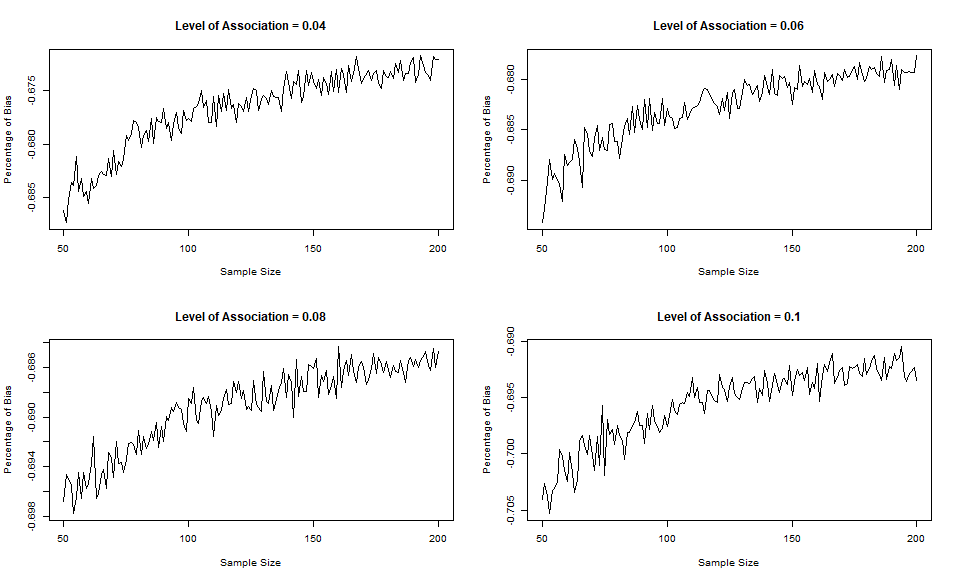 Level of Association = 0.04
Percentage of Bias
-0.685
-0.680
-0.675
50
100
150
200
Sample Size
Level of Association = 0.06
Percentage of Bias
-0.690
-0.685
-0.680
50
100
150
200
Sample Size
Level of Association = 0.08
Percentage of Bias
-0.698
-0.694
-0.690
-0.686
50
100
150
200
Sample Size
Level of Association = 0.1
Percentage of Bias
-0.705
-0.700
-0.695
-0.690
50
100
150
200
Sample Size